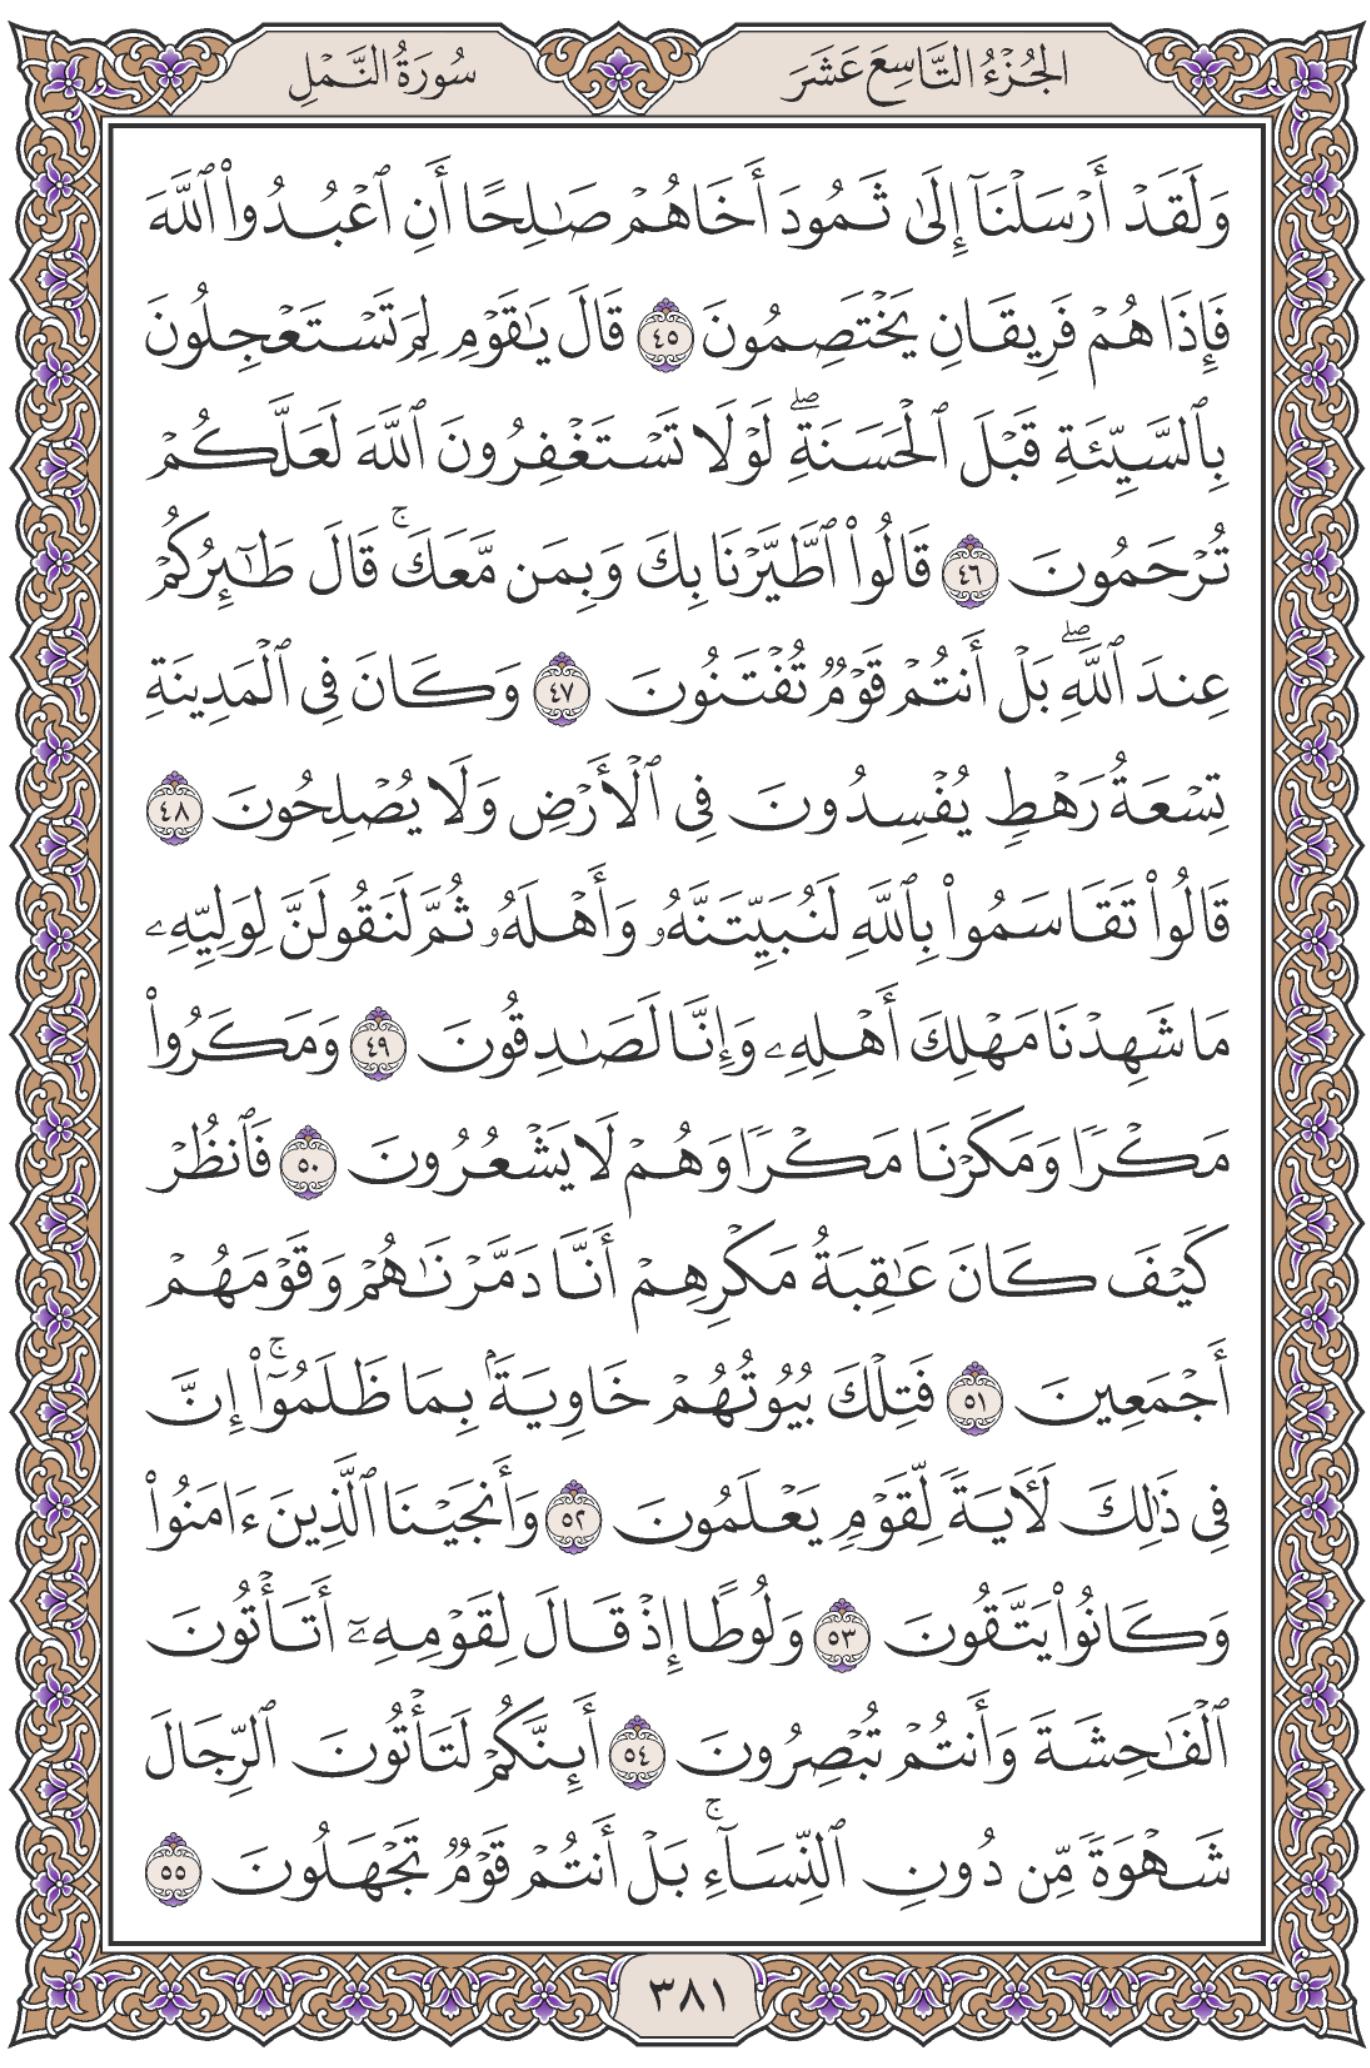 الجُزْءُ التَّاسِعَ عَشَرَ
سُورَةُ النَّمْلِ
وَلَقَدْ أَرْسَلْنَآ إِلَىٰ ثَمُودَ أَخَاهُمْ صَـٰلِحًا أَنِ ٱعْبُدُوا۟ ٱللَّهَ
فَإِذَا هُمْ فَرِيقَانِ يَخْتَصِمُونَ ٤٥ قَالَ يَـٰقَوْمِ لِمَ تَسْتَعْجِلُونَ
بِٱلسَّيِّئَةِ قَبْلَ ٱلْحَسَنَةِ ۖ لَوْلَا تَسْتَغْفِرُونَ ٱللَّهَ لَعَلَّكُمْ
تُرْحَمُونَ ٤٦ قَالُوا۟ ٱطَّيَّرْنَا بِكَ وَبِمَن مَّعَكَ ۚ قَالَ طَـٰٓئِرُكُمْ
عِندَ ٱللَّهِ ۖ بَلْ أَنتُمْ قَوْمٌ تُفْتَنُونَ ٤٧ وَكَانَ فِى ٱلْمَدِينَةِ
تِسْعَةُ رَهْطٍ يُفْسِدُونَ فِى ٱلْأَرْضِ وَلَا يُصْلِحُونَ ٤٨
قَالُوا۟ تَقَاسَمُوا۟ بِٱللَّهِ لَنُبَيِّتَنَّهُۥ وَأَهْلَهُۥ ثُمَّ لَنَقُولَنَّ لِوَلِيِّهِۦ
مَا شَهِدْنَا مَهْلِكَ أَهْلِهِۦ وَإِنَّا لَصَـٰدِقُونَ ٤٩ وَمَكَرُوا۟
مَكْرًا وَمَكَرْنَا مَكْرًا وَهُمْ لَا يَشْعُرُونَ ٥٠ فَٱنظُرْ
كَيْفَ كَانَ عَـٰقِبَةُ مَكْرِهِمْ أَنَّا دَمَّرْنَـٰهُمْ وَقَوْمَهُمْ
أَجْمَعِينَ ٥١ فَتِلْكَ بُيُوتُهُمْ خَاوِيَةًۢ بِمَا ظَلَمُوٓا۟ ۚ إِنَّ
فِى ذَٰلِكَ لَـَٔايَةً لِّقَوْمٍ يَعْلَمُونَ ٥٢ وَأَنجَيْنَا ٱلَّذِينَ ءَامَنُوا۟
وَكَانُوا۟ يَتَّقُونَ ٥٣ وَلُوطًا إِذْ قَالَ لِقَوْمِهِۦٓ أَتَأْتُونَ
ٱلْفَـٰحِشَةَ وَأَنتُمْ تُبْصِرُونَ ٥٤ أَئِنَّكُمْ لَتَأْتُونَ ٱلرِّجَالَ
شَهْوَةً مِّن دُونِ ٱلنِّسَآءِ ۚ بَلْ أَنتُمْ قَوْمٌ تَجْهَلُونَ ٥٥
٣٨١